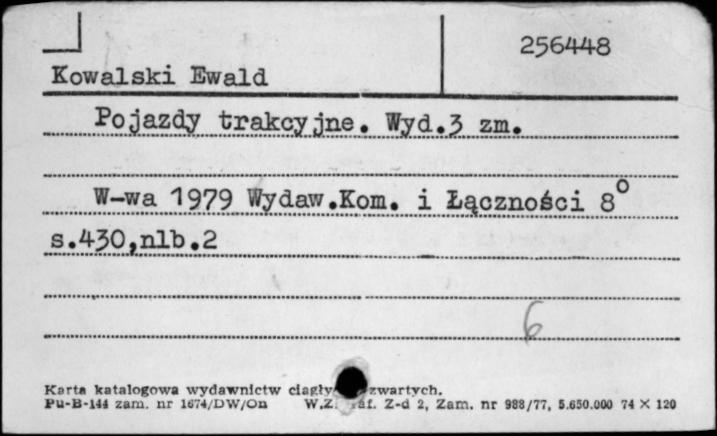 256448
Kowalski Ewald
Pojazdy trakcyjne. Wyd.3 zm.
W-wa 1979 Wydaw.Kom. i Łączności 8°
s.430,nlb.2
6
Karta katalogowa wydawnictw zwartych.
Pu-B-144 zam. nr 1674/DW/On W.Z. Z-d 2, Zam. nr 988/77, 5.650.000 74 X 120